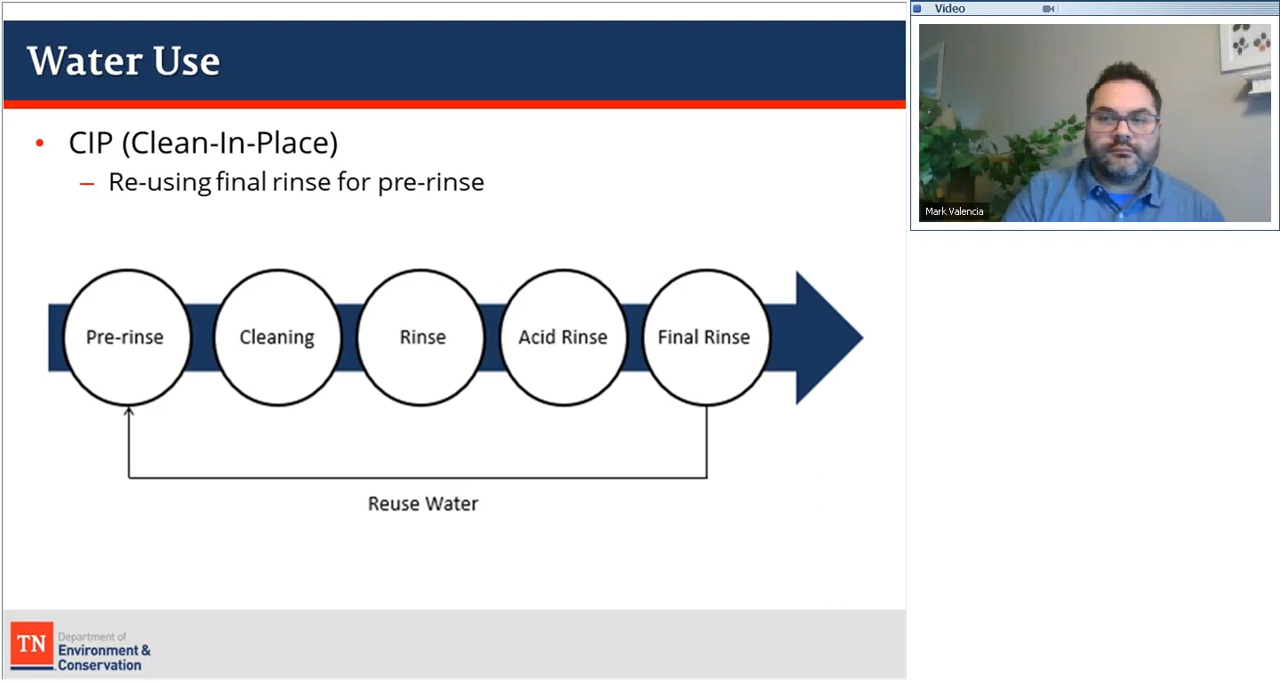 Water Use
• CIP (Clean-In-Place)
– Re-using final rinse for pre-rinse
Pre-rinse
Cleaning
Rinse
Acid Rinse
Final Rinse
Reuse Water
TN
Department of
Environment &
Conservation
Video
Mark Valencia